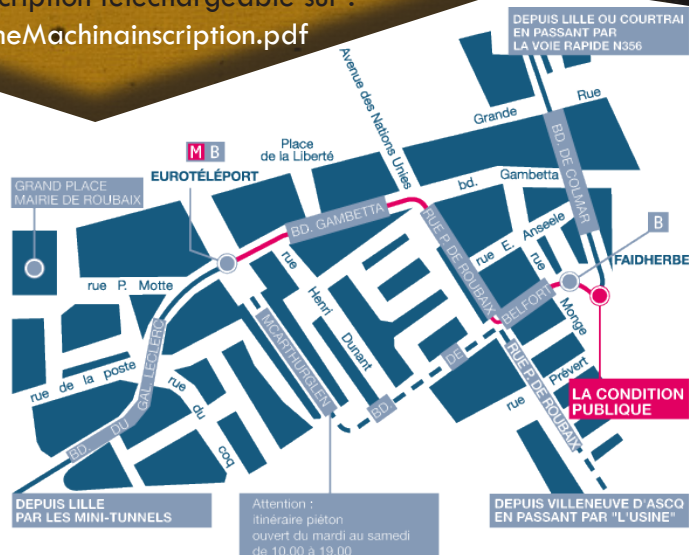 cription téléchargeable sur :
neMachinainscription.pdf
DEPUIS LILLE OU COURTRAI
EN PASSANT PAR
LA VOIE RAPIDE N356
Avenue des Nations Unies
Grande Rue
Place
de la Liberté
M B
EUROTÉLÉPORT
bd. Gambetta
BD. DE COLMAR
GRAND PLACE
MAIRIE DE ROUBAIX
BD. GAMBETTA
RUE P. DE ROUBAIX
rue E. Anseele
B
FAIDHERBE
rue P. Motte
rue Henri Dunant
BELFORT
rue Monge
MCARTHURGLEN
BD. DU GAL. LECLERC
rue de la poste
rue du coq
BD. DE
RUE P. DE ROUBAIX
rue Prévert
LA CONDITION
PUBLIQUE
DEPUIS LILLE
PAR LES MINI-TUNNELS
Attention :
itinéraire piéton
ouvert du mardi au samedi
de 10.00 à 19.00
DEPUIS VILLENEUVE D'ASCQ
EN PASSANT PAR "L'USINE"